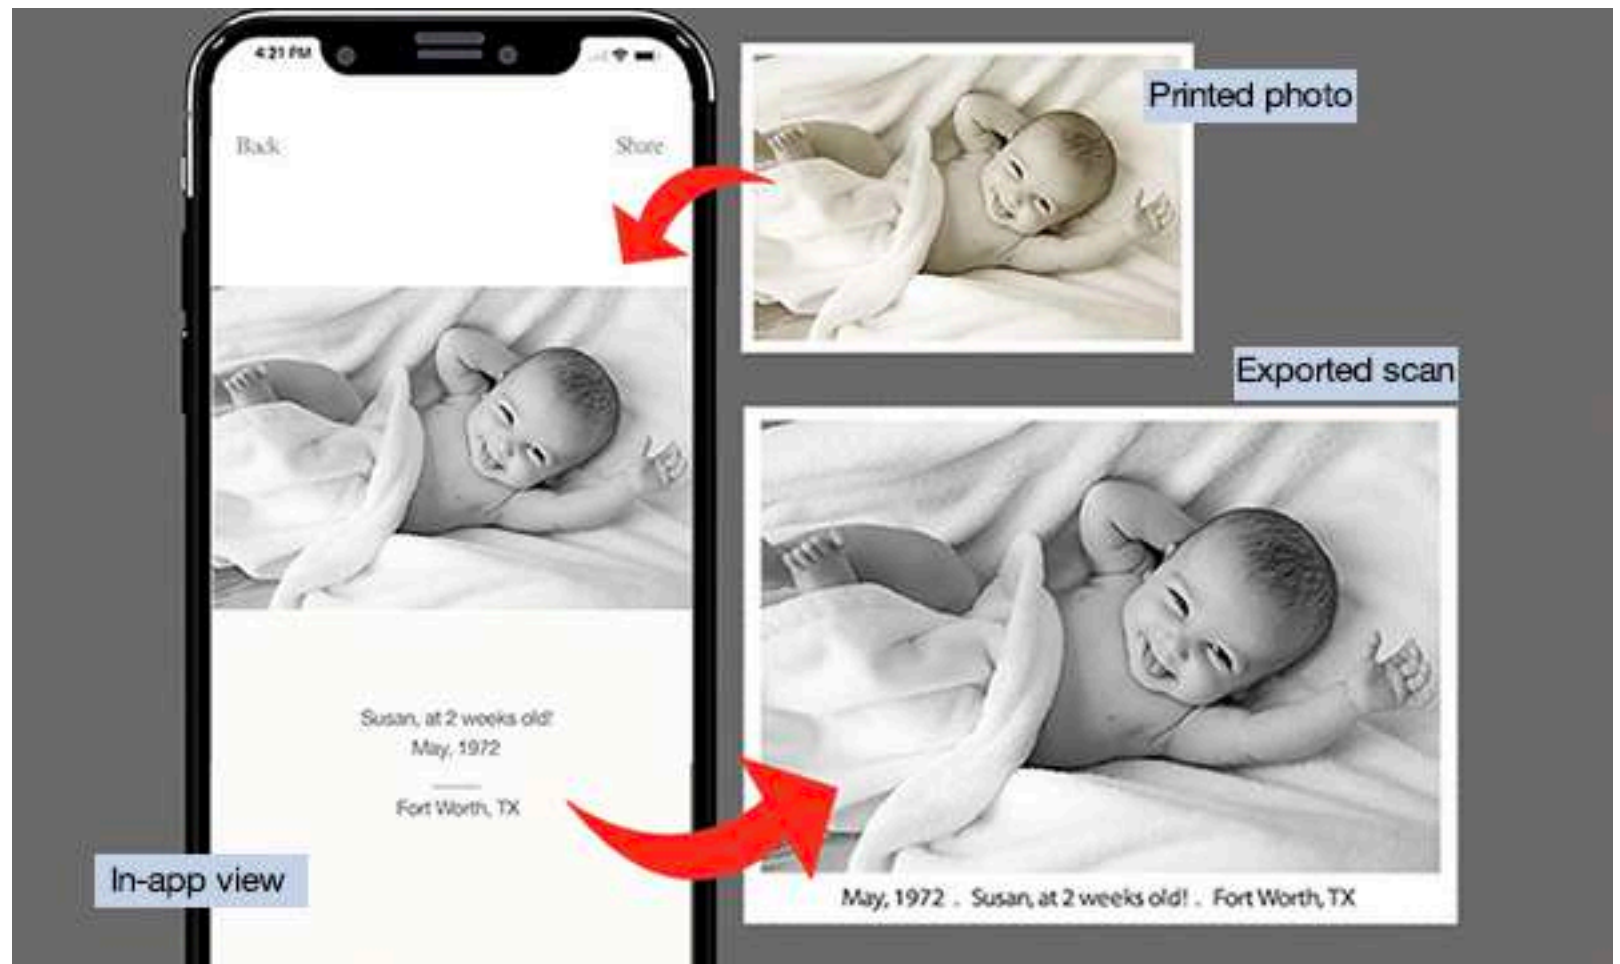 4:21 PM
Back
Share
Printed photo
Exported scan
Susan, at 2 weeks old!
May, 1972
Fort Worth, TX
In-app view
May, 1972 . Susan, at 2 weeks old! . Fort Worth, TX